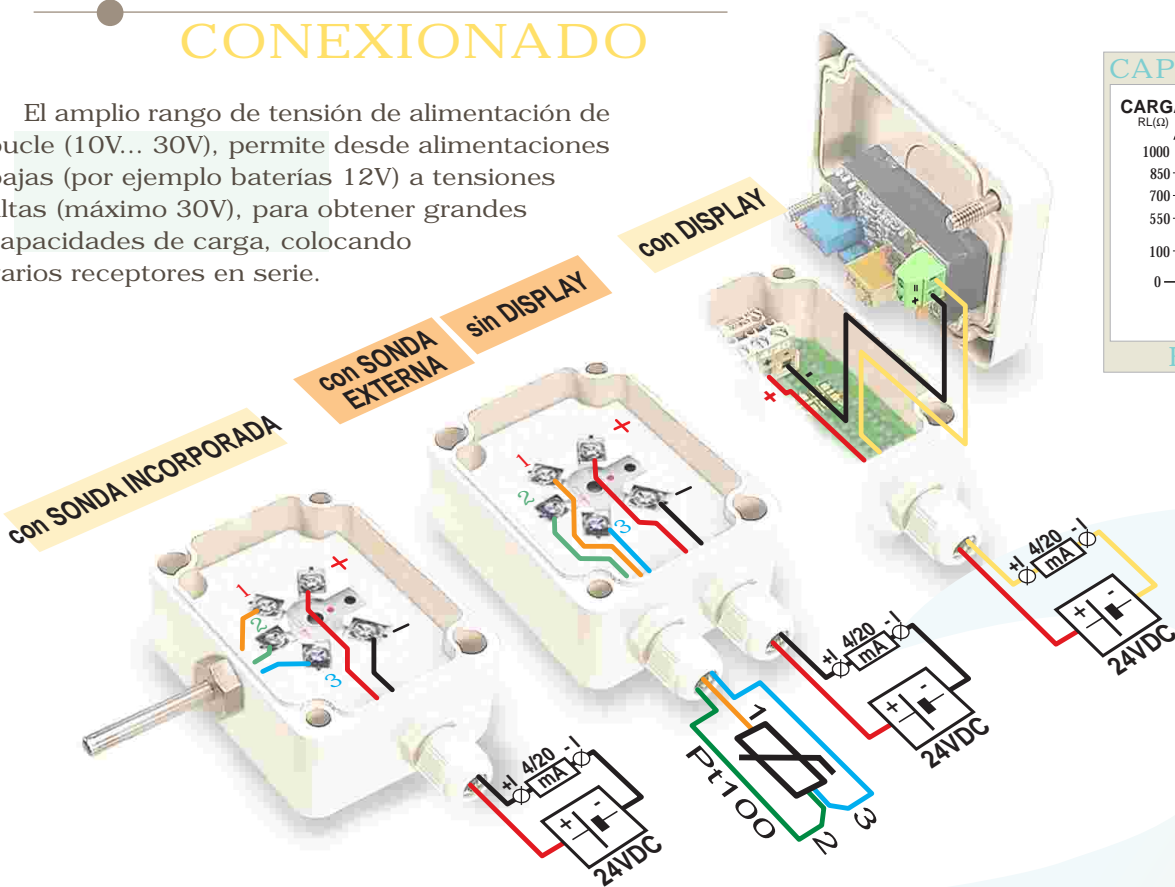 CONEXIONADO
El amplio rango de tensión de alimentación de
bucle (10V... 30V), permite desde alimentaciones
bajas (por ejemplo baterías 12V) a tensiones
altas (máximo 30V), para obtener grandes
capacidades de carga, colocando
varios receptores en serie.
con DISPLAY
sin DISPLAY
con SONDA
EXTERNA
con SONDA INCORPORADA
CAP
CARGA
RL(Ω)
1000
850
700
550
100
0
+
-
+I 4/20 -I
mA
+ -
24VDC
1
2
3
+
-
+I 4/20 -I
mA
+ -
24VDC
1
Pt100
2
3
1
2
3
+
-
+I 4/20 -I
mA
+ -
24VDC